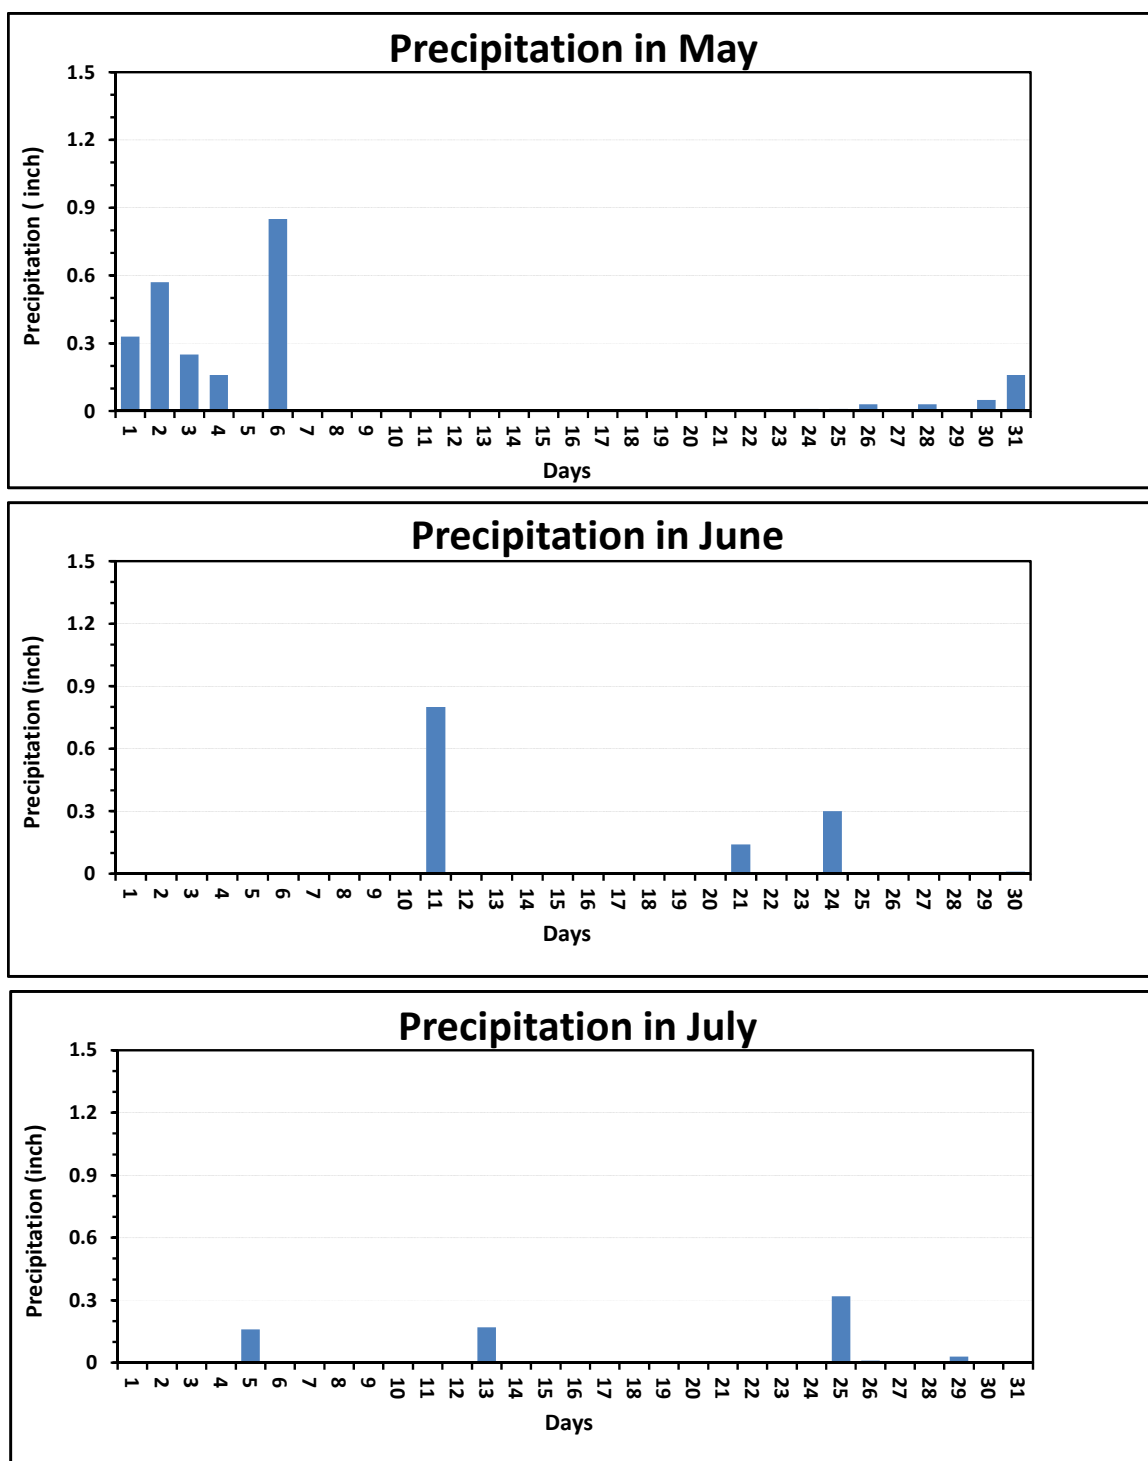 Precipitation in May
Precipitation ( inch)
1.5
1.2
0.9
0.6
0.3
0
1 2 3 4 5 6 7 8 9 10 11 12 13 14 15 16 17 18 19 20 21 22 23 24 25 26 27 28 29 30 31
Days
Precipitation in June
Precipitation (inch)
1.5
1.2
0.9
0.6
0.3
0
1 2 3 4 5 6 7 8 9 10 11 12 13 14 15 16 17 18 19 20 21 22 23 24 25 26 27 28 29 30
Days
Precipitation in July
Precipitation (inch)
1.5
1.2
0.9
0.6
0.3
0
1 2 3 4 5 6 7 8 9 10 11 12 13 14 15 16 17 18 19 20 21 22 23 24 25 26 27 28 29 30 31
Days